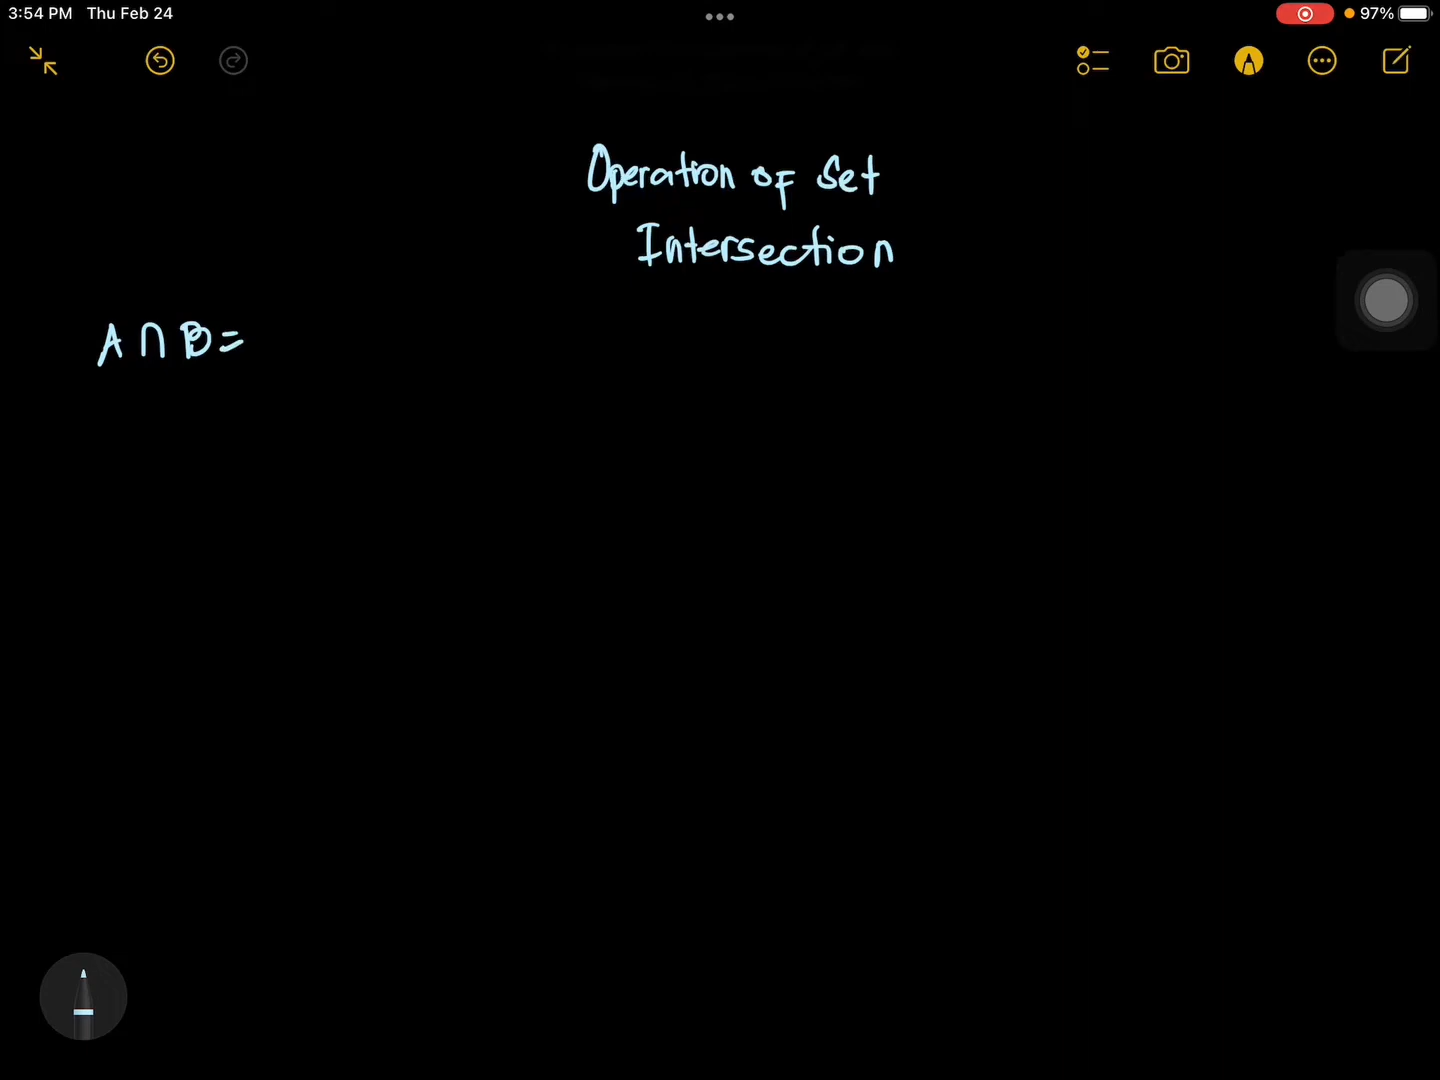 3:54 PM Thu Feb 24
97%
Operation of Set
Intersection
A ∩ B =